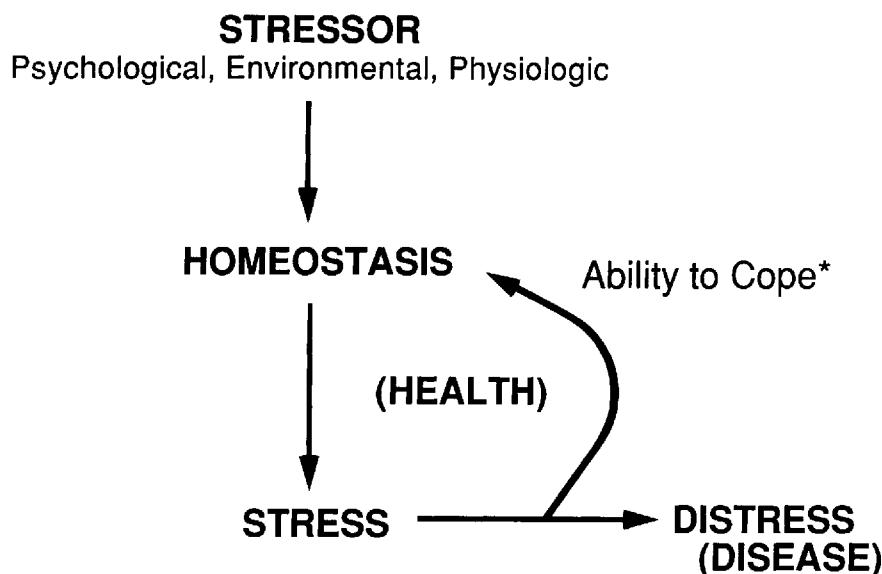 STRESSOR
Psychological, Environmental, Physiologic
HOMEOSTASIS
Ability to Cope*
(HEALTH)
STRESS
DISTRESS
(DISEASE)